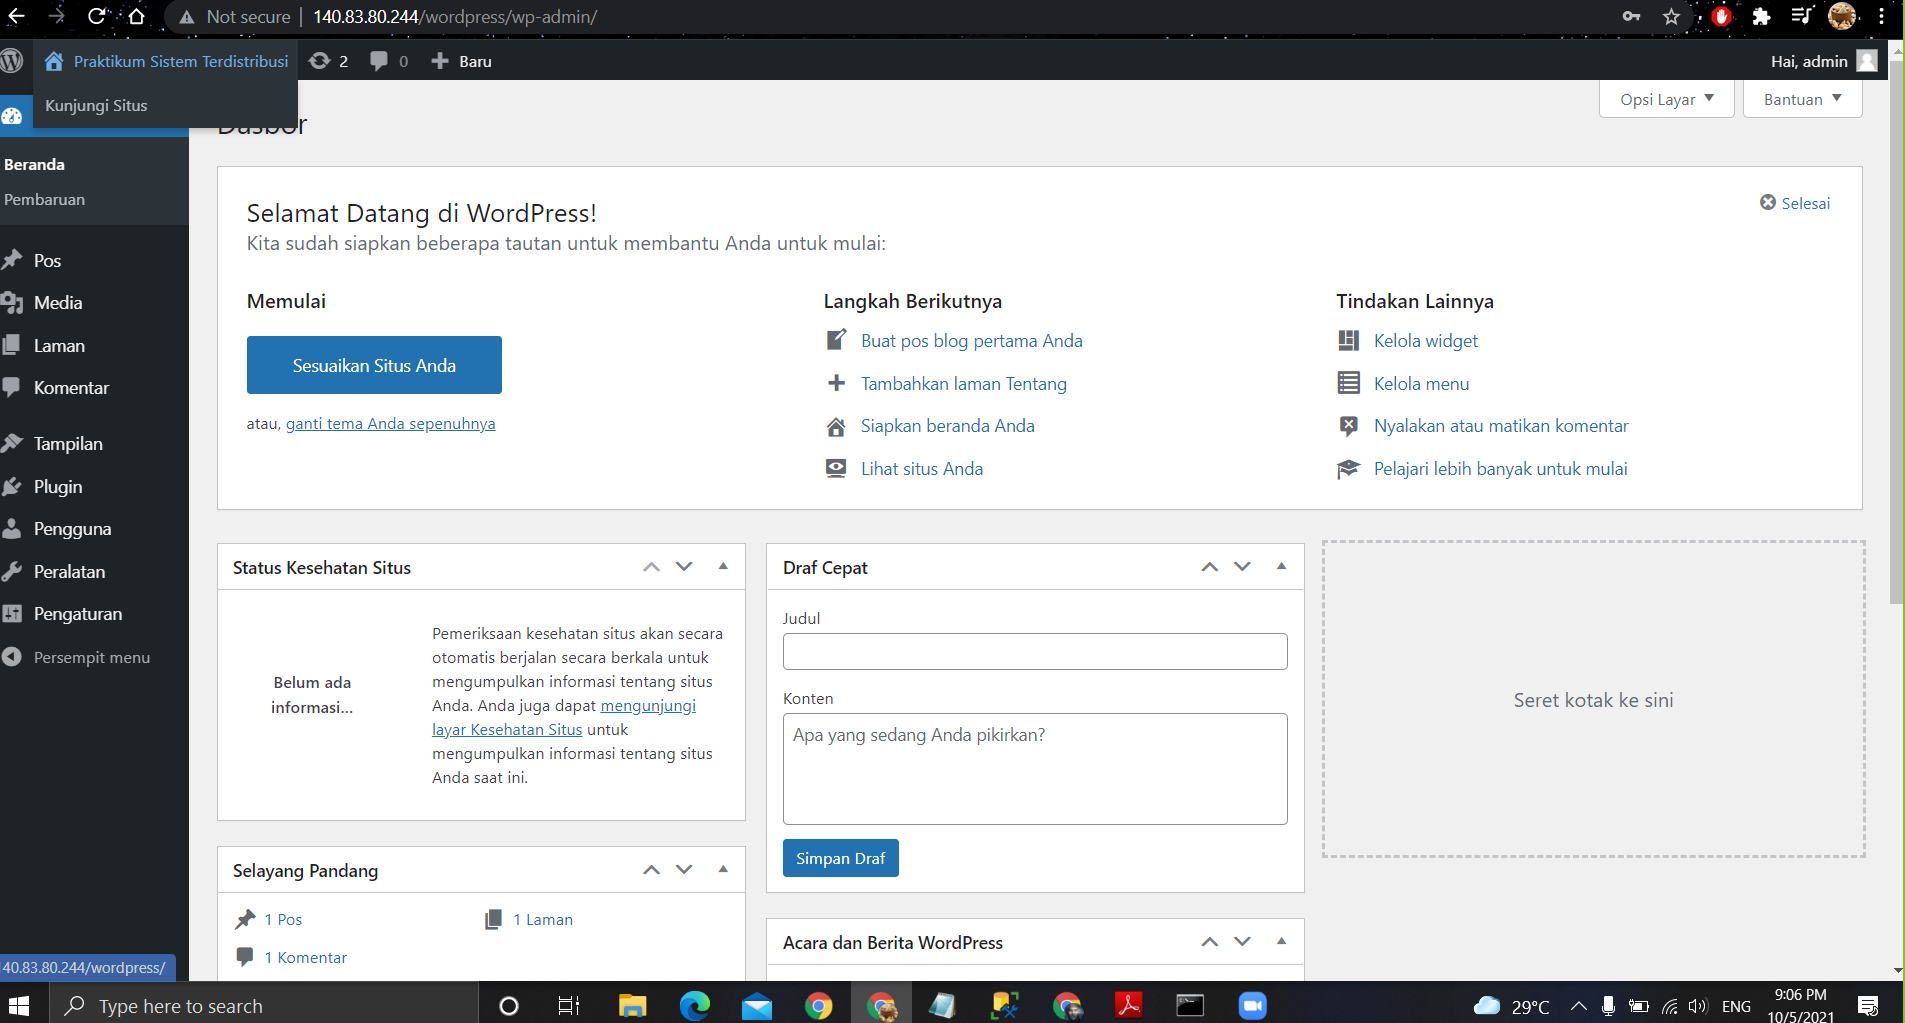 Not secure | 140.83.80.244/wordpress/wp-admin/
Praktikum Sistem Terdistribusi 2 0 Baru Hai, admin
Kunjungi Situs
Opsi Layar Bantuan
Beranda
Pembaruan
Pos
Media
Laman
Komentar
Tampilan
Plugin
Pengguna
Peralatan
Pengaturan
Persempit menu
Selamat Datang di WordPress!
Selesai
Kita sudah siapkan beberapa tautan untuk membantu Anda untuk mulai:
Memulai
Sesuaikan Situs Anda
atau, ganti tema Anda sepenuhnya
Langkah Berikutnya
Buat pos blog pertama Anda
Tambahkan laman Tentang
Siapkan beranda Anda
Lihat situs Anda
Tindakan Lainnya
Kelola widget
Kelola menu
Nyalakan atau matikan komentar
Pelajari lebih banyak untuk mulai
Status Kesehatan Situs
Belum ada
informasi...
Pemeriksaan kesehatan situs akan secara
otomatis berjalan secara berkala untuk
mengumpulkan informasi tentang situs
Anda. Anda juga dapat mengunjungi
layar Kesehatan Situs untuk
mengumpulkan informasi tentang situs
Anda saat ini.
Selayang Pandang
1 Pos
1 Laman
1 Komentar
Draf Cepat
Judul
Konten
Apa yang sedang Anda pikirkan?
Simpan Draf
Acara dan Berita WordPress
Seret kotak ke sini
140.83.80.244/wordpress/
Type here to search
29°C
ENG
9:06 PM
10/5/2021